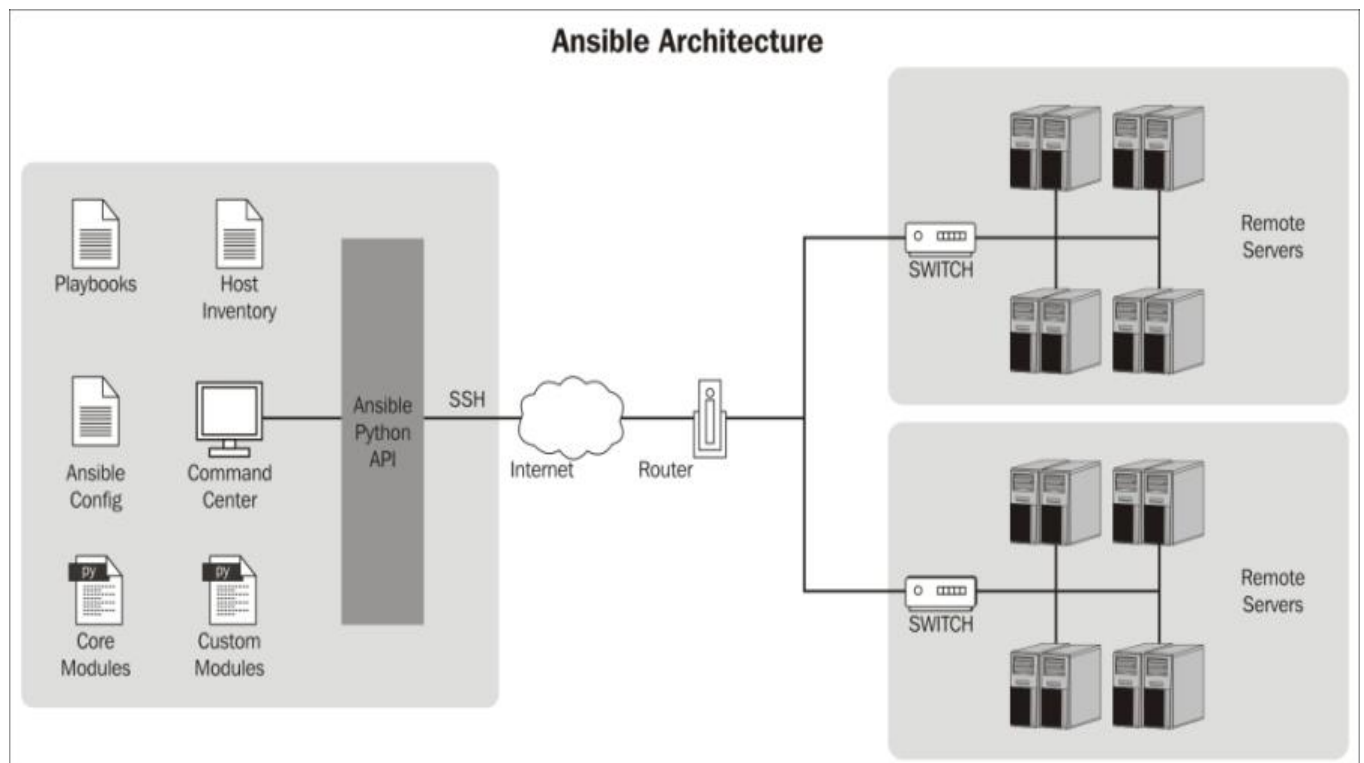 Ansible Architecture
Playbooks
Host
Inventory
Ansible
Config
Command
Center
py
Core
Modules
py
Custom
Modules
Ansible
Python
API
SSH
Internet
Router
SWITCH
Remote
Servers
SWITCH
Remote
Servers